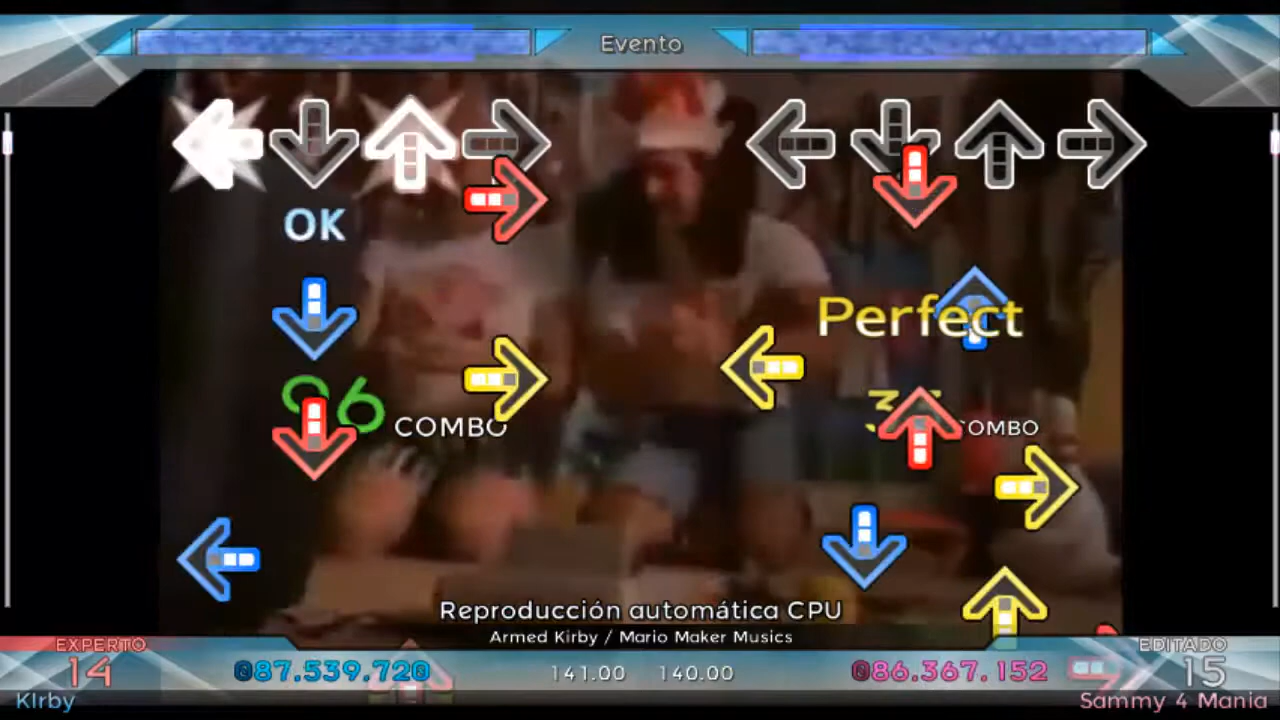 Evento
OK
Perfect
96 COMBO
COMBO
Reproducción automática CPU
Armed Kirby / Mario Maker Musics
EXPERTO
14
087.539.720
141.00 140.00
086.367.152
EDITADO
15
KIrby
Sammy 4 Mania